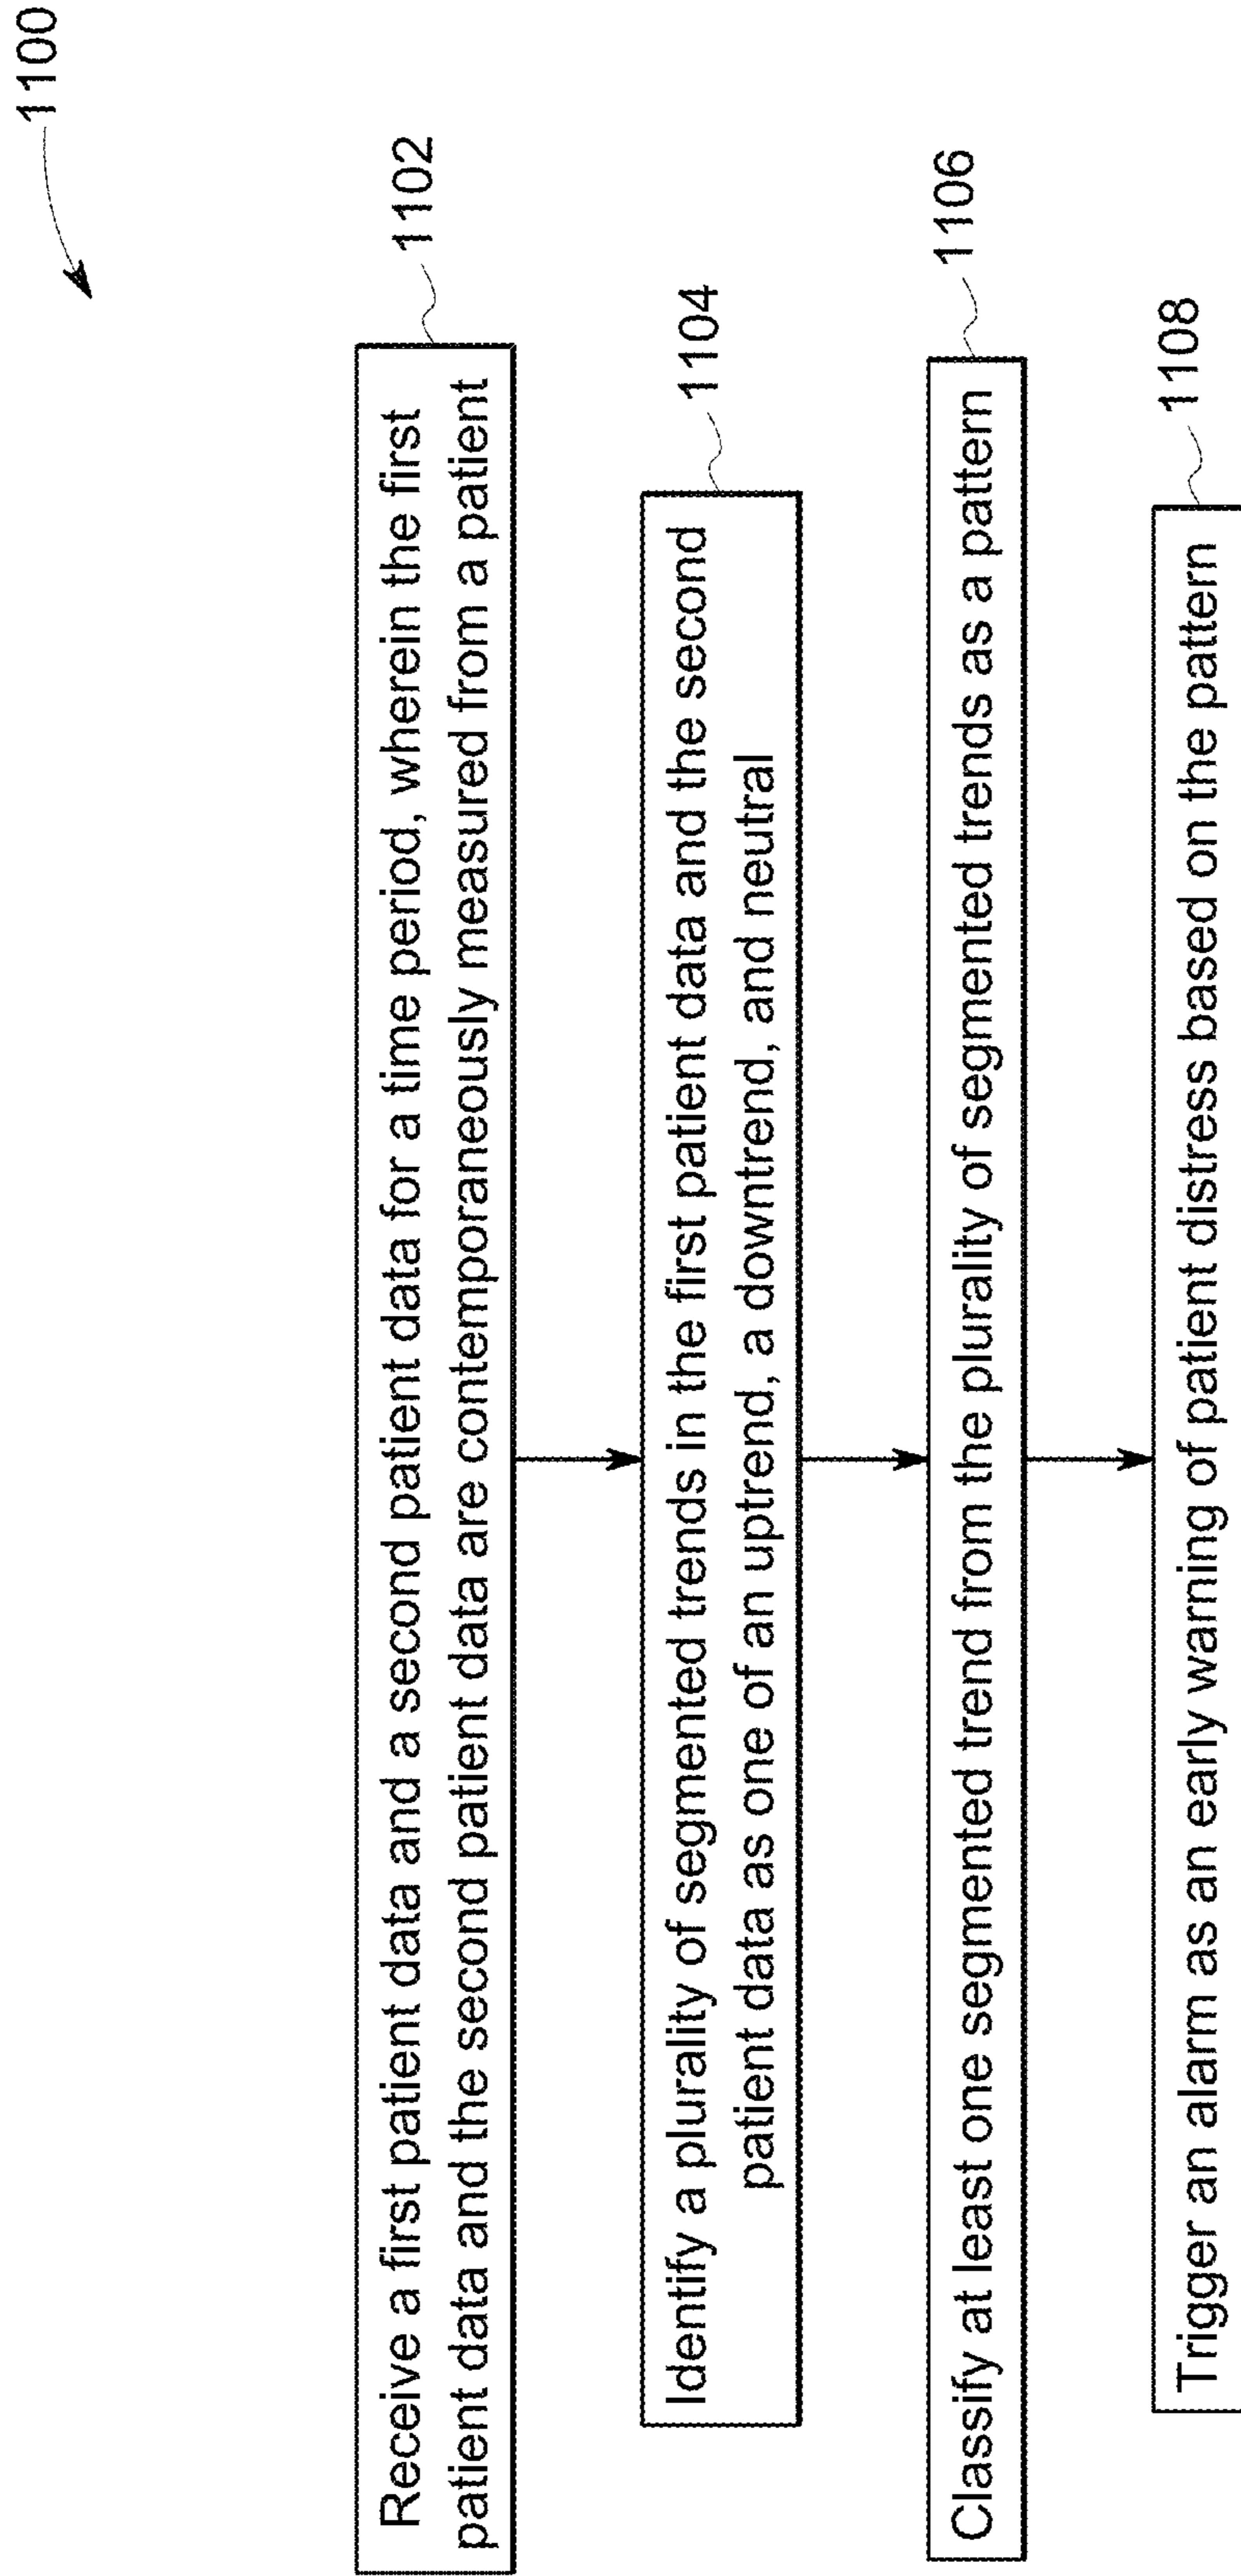 1100
Receive a first patient data and a second patient data for a time period, wherein the first
patient data and the second patient data are contemporaneously measured from a patient
1102
Identify a plurality of segmented trends in the first patient data and the second
patient data as one of an uptrend, a downtrend, and neutral
1104
Classify at least one segmented trend from the plurality of segmented trends as a pattern
1106
Trigger an alarm as an early warning of patient distress based on the pattern
1108